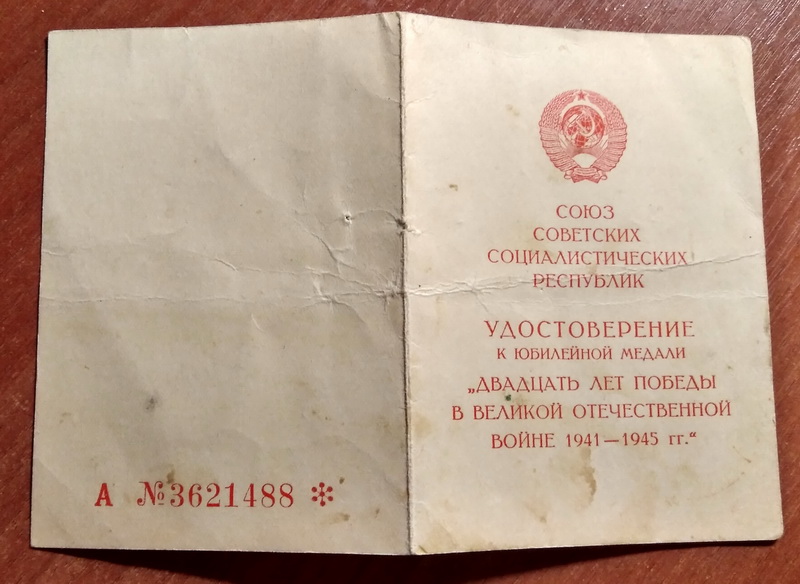 А №3621488 *
СОЮЗ
СОВЕТСКИХ
СОЦИАЛИСТИЧЕСКИХ
РЕСПУБЛИК
УДОСТОВЕРЕНИЕ
К ЮБИЛЕЙНОЙ МЕДАЛИ
„ДВАДЦАТЬ ЛЕТ ПОБЕДЫ
В ВЕЛИКОЙ ОТЕЧЕСТВЕННОЙ
ВОЙНЕ 1941—1945 гг.“